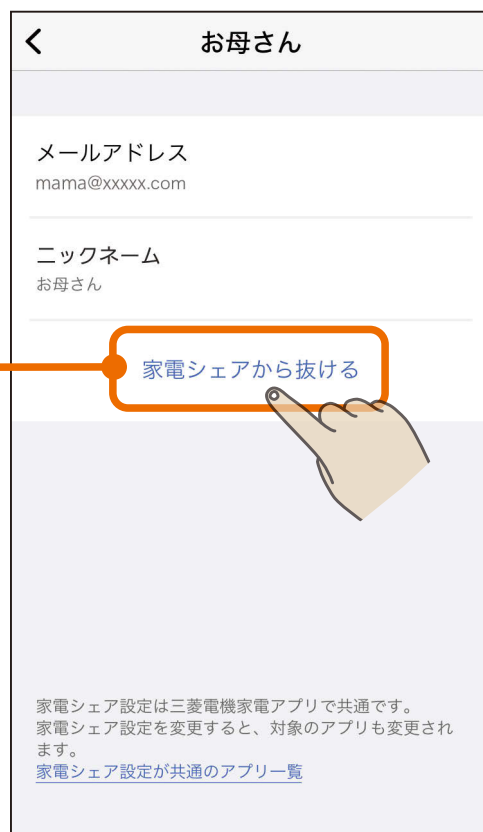 お母さん
メールアドレス
mama@xxxxx.com
ニックネーム
お母さん
家電シェアから抜ける
家電シェア設定は三菱電機家電アプリで共通です。
家電シェア設定を変更すると、対象のアプリも変更され
ます。
家電シェア設定が共通のアプリ一覧